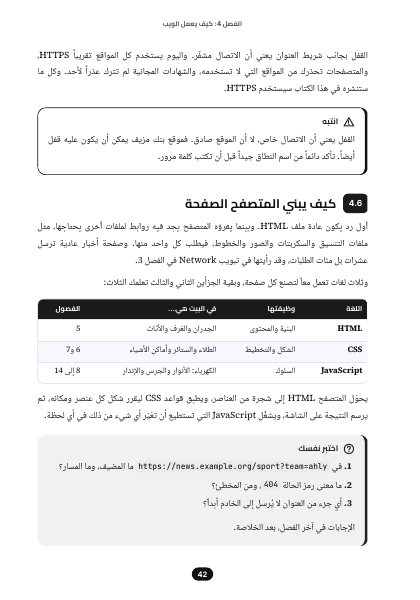 الفصل 4: كيف يعمل الويب
القفل بجانب شريط العنوان يعني أن الاتصال مشفّر. واليوم يستخدم كل المواقع تقريباً HTTPS،
والمتصفحات تحذرك من المواقع التي لا تستخدمه، والشهادات المجانية لم تترك عذراً لأحد. وكل ما
ستنشره في هذا الكتاب سيستخدم HTTPS.
انتبه
القفل يعني أن الاتصال خاص، لا أن الموقع صادق. فموقع بنك مزيف يمكن أن يكون عليه قفل
أيضاً. تأكد دائماً من اسم النطاق جيداً قبل أن تكتب كلمة مرور.
4.6 كيف يبني المتصفح الصفحة
أول رد يكون عادة ملف HTML. وبينما يقرؤه المتصفح يجد فيه روابط لملفات أخرى يحتاجها، مثل
ملفات التنسيق والسكربتات والصور والخطوط، فيطلب كل واحد منها. وصفحة أخبار عادية ترسل
عشرات بل مئات الطلبات، وقد رأيتها في تبويب Network في الفصل 3.
وثلاث لغات تعمل معاً لتصنع كل صفحة، وبقية الجزأين الثاني والثالث تعلمك الثلاث:
اللغة وظيفتها في البيت هي... الفصول
HTML البنية والمحتوى الجدران والغرف والأثاث 5
CSS الشكل والتخطيط الطلاء والستائر وأماكن الأشياء 6 و7
JavaScript السلوك الكهرباء: الأنوار والجرس والإنذار 8 إلى 14
يحوّل المتصفح HTML إلى شجرة من العناصر، ويطبق قواعد CSS ليقرر شكل كل عنصر ومكانه، ثم
يرسم النتيجة على الشاشة، ويشغّل JavaScript التي تستطيع أن تغيّر أي شيء من ذلك في أي لحظة.
اختبر نفسك
1. في https://news.example.org/sport?team=ahly ما المضيف، وما المسار؟
2. ما معنى رمز الحالة 404، ومن المخطئ؟
3. أي جزء من العنوان لا يُرسل إلى الخادم أبداً؟
الإجابات في آخر الفصل، بعد الخلاصة.
42